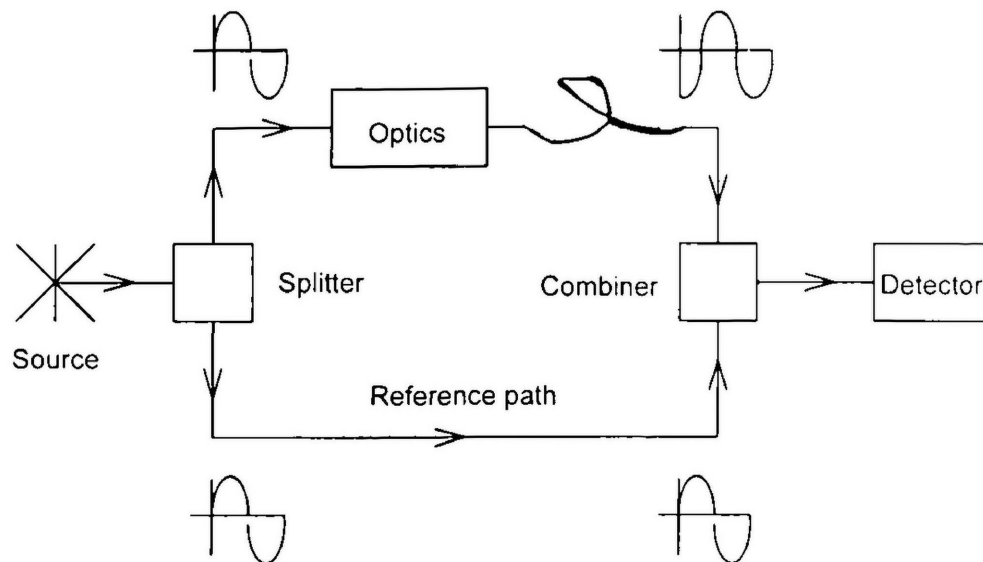 Optics
Splitter
Combiner
Detector
Source
Reference path